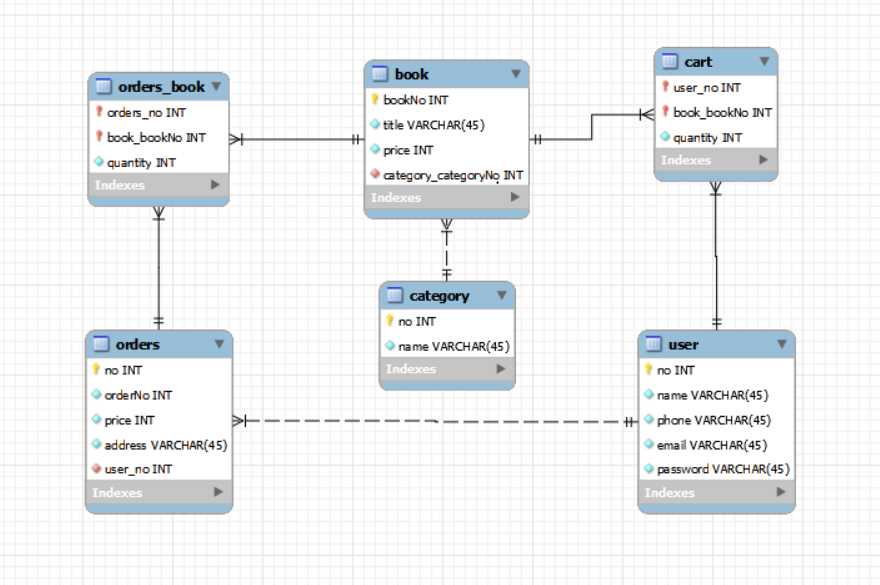 orders_book
orders_no INT
book_bookNo INT
quantity INT
Indexes
book
bookNo INT
title VARCHAR(45)
price INT
category_categoryNo INT
Indexes
cart
user_no INT
book_bookNo INT
quantity INT
Indexes
category
no INT
name VARCHAR(45)
Indexes
orders
no INT
orderNo INT
price INT
address VARCHAR(45)
user_no INT
Indexes
user
no INT
name VARCHAR(45)
phone VARCHAR(45)
email VARCHAR(45)
password VARCHAR(45)
Indexes